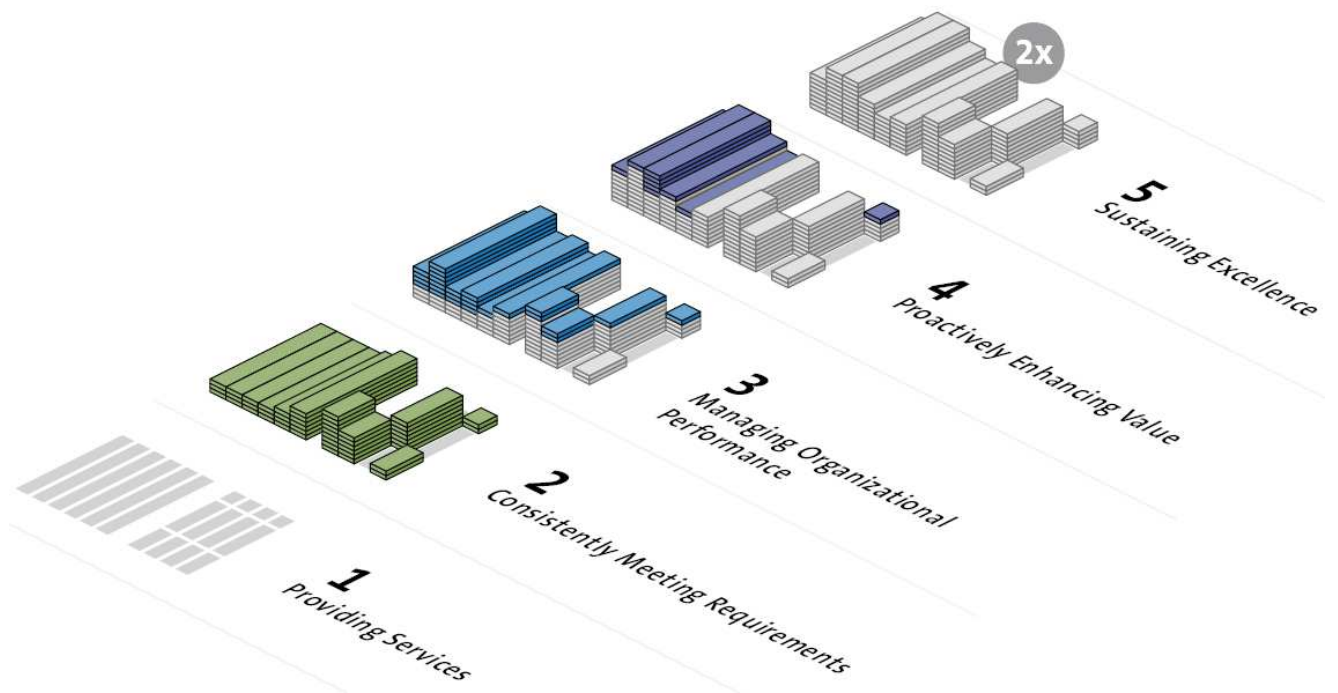 2x
5
Sustaining Excellence
4
Proactively Enhancing Value
3
Managing Organizational
Performance
2
Consistently Meeting Requirements
1
Providing Services